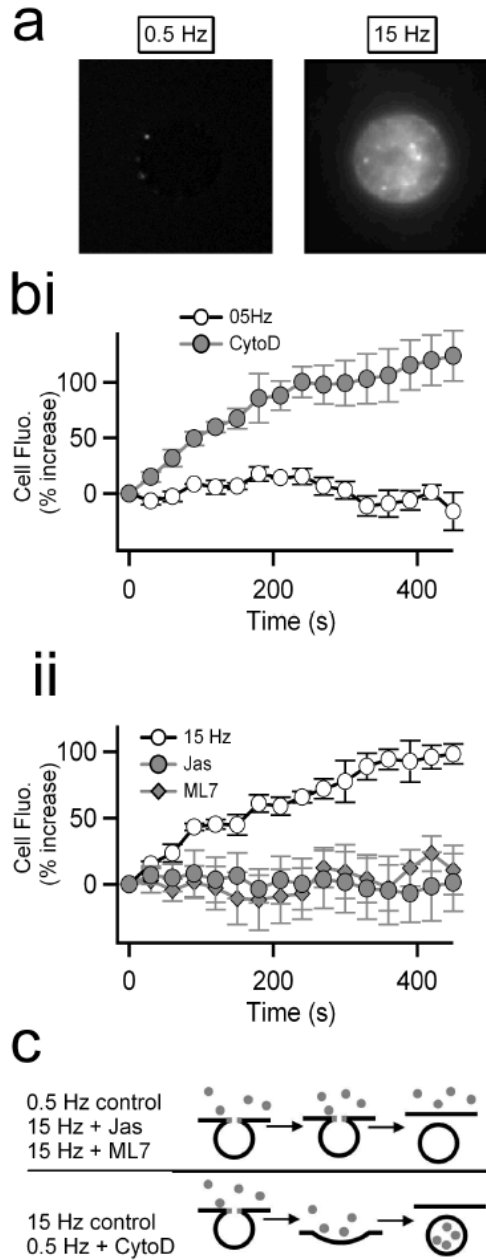 a
0.5 Hz
15 Hz
bi
05Hz
CytoD
100
50
0
Cell Fluo.
(% increase)
0
200
400
Time (s)
ii
15 Hz
Jas
ML7
100
50
0
Cell Fluo.
(% increase)
0
200
400
Time (s)
c
0.5 Hz control
15 Hz + Jas
15 Hz + ML7
15 Hz control
0.5 Hz + CytoD